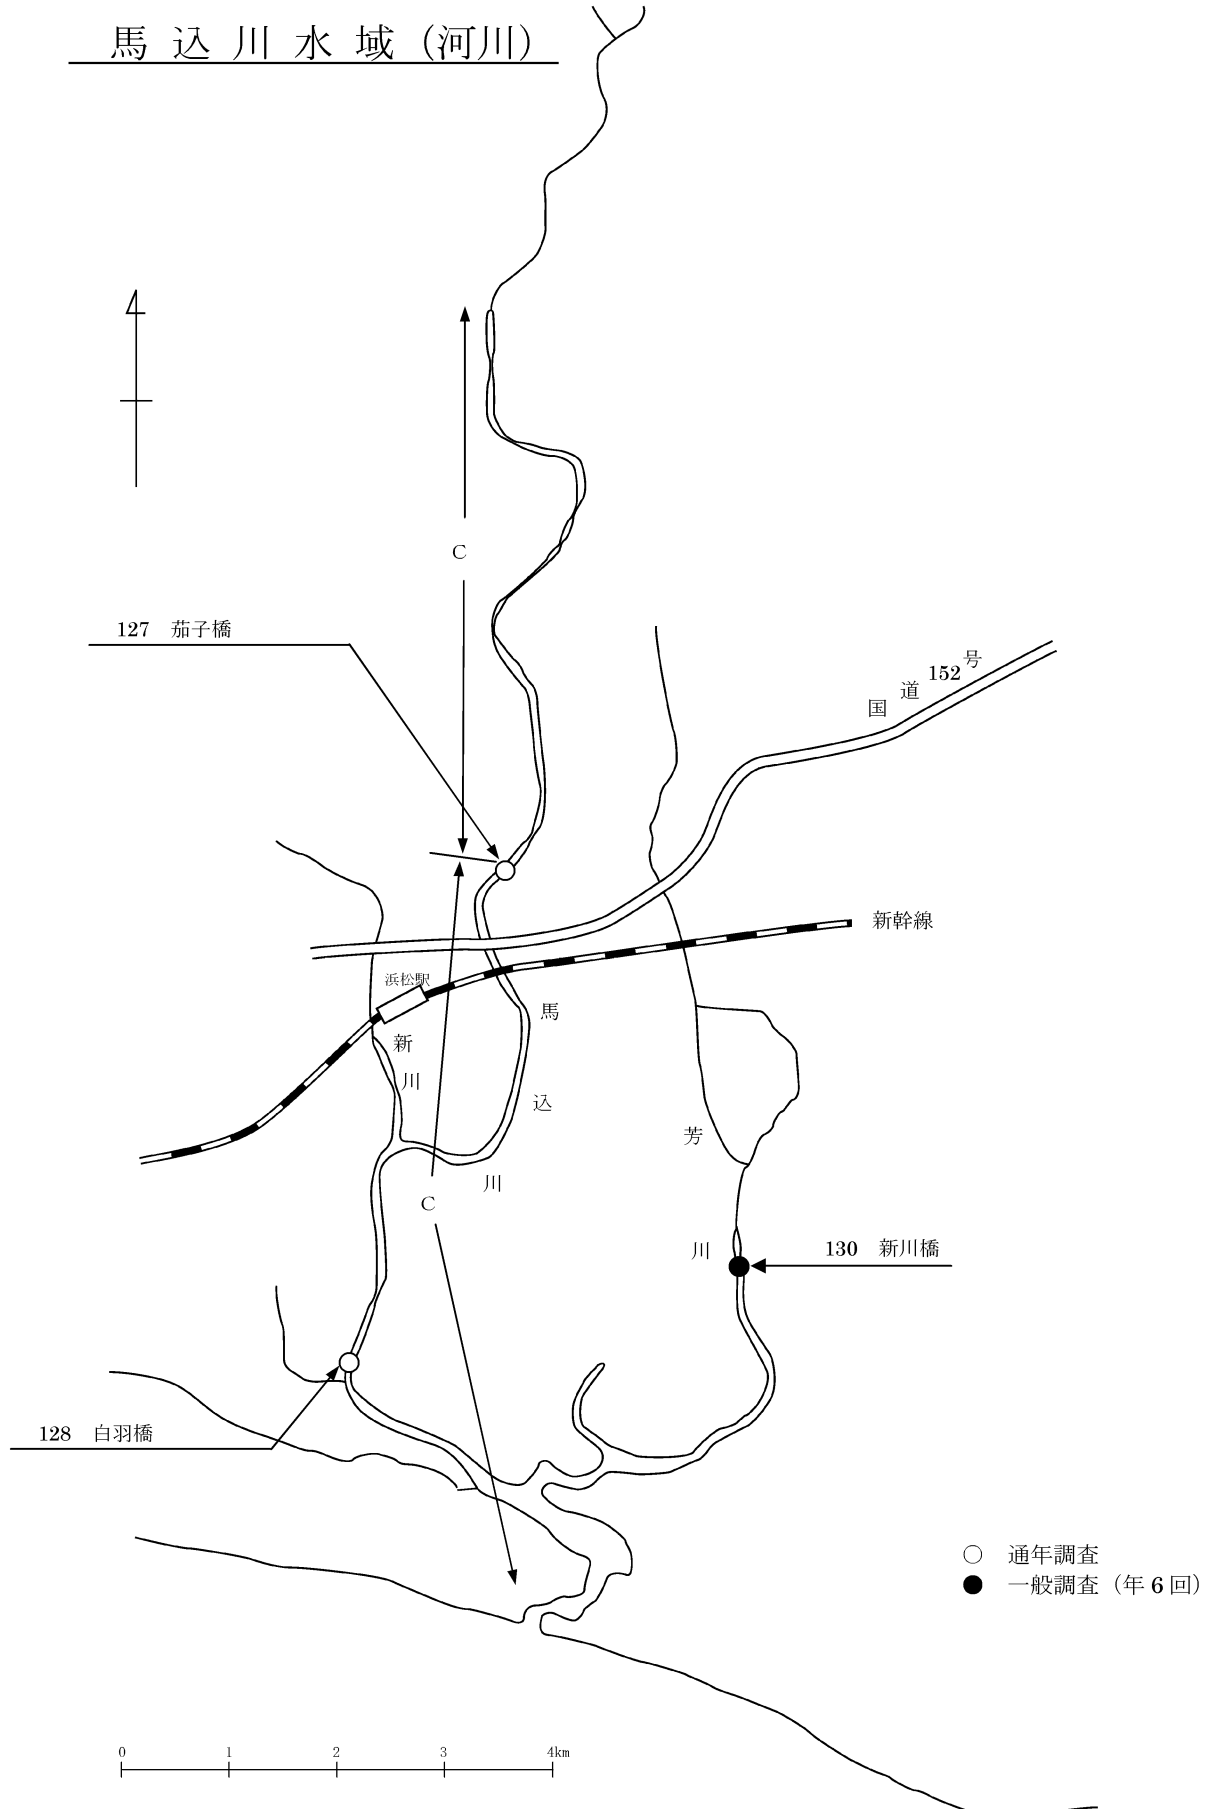 馬込川水域(河川)
C
127 茄子橋
国道152号
新幹線
浜松駅
新川
馬込川
芳川
C
130 新川橋
128 白羽橋
○ 通年調査
● 一般調査(年6回)
0 1 2 3 4km